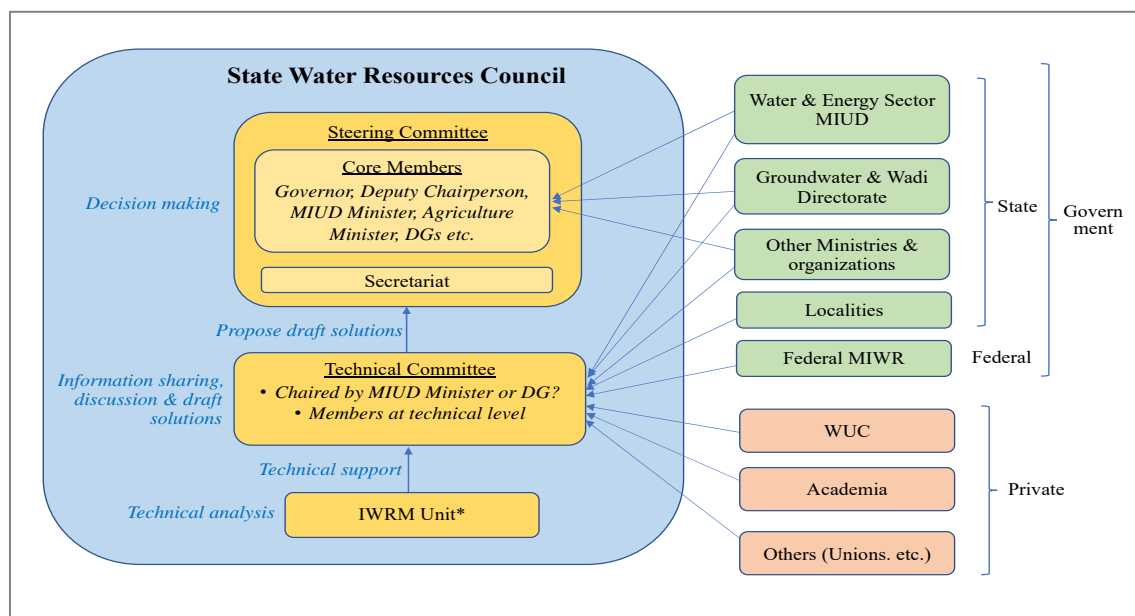 State Water Resources Council
Steering Committee
Core Members
Governor, Deputy Chairperson,
MIUD Minister, Agriculture
Minister, DGs etc.
Decision making
Secretariat
Propose draft solutions
Technical Committee
• Chaired by MIUD Minister or DG?
• Members at technical level
Information sharing,
discussion & draft
solutions
Technical support
Technical analysis
IWRM Unit*
Water & Energy Sector
MIUD
Groundwater & Wadi
Directorate
Other Ministries &
organizations
Localities
Federal MIWR
State
Federal
Govern
ment
WUC
Academia
Others (Unions. etc.)
Private